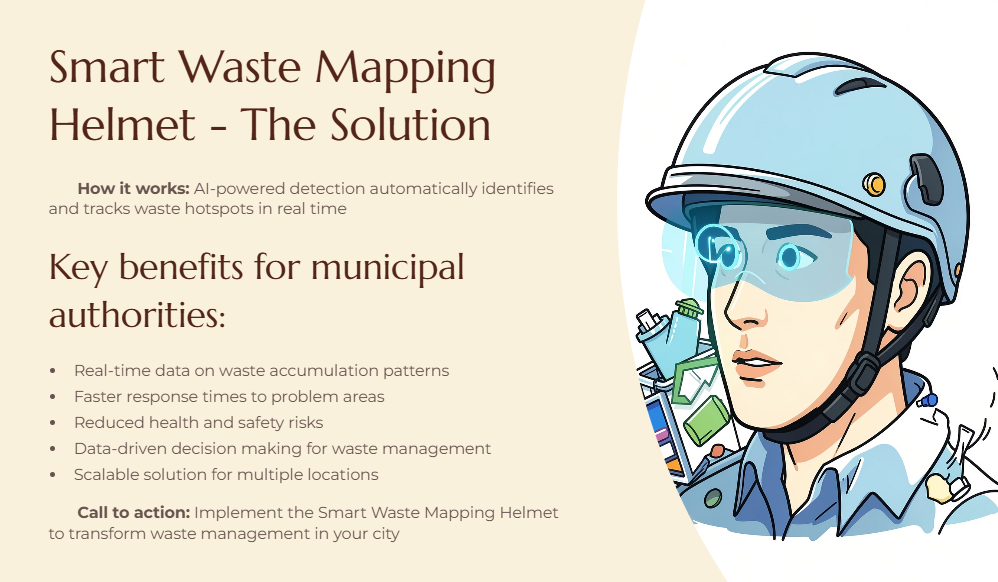 Smart Waste Mapping
Helmet - The Solution
How it works: AI-powered detection automatically identifies
and tracks waste hotspots in real time
Key benefits for municipal
authorities:
• Real-time data on waste accumulation patterns
• Faster response times to problem areas
• Reduced health and safety risks
• Data-driven decision making for waste management
• Scalable solution for multiple locations
Call to action: Implement the Smart Waste Mapping Helmet
to transform waste management in your city